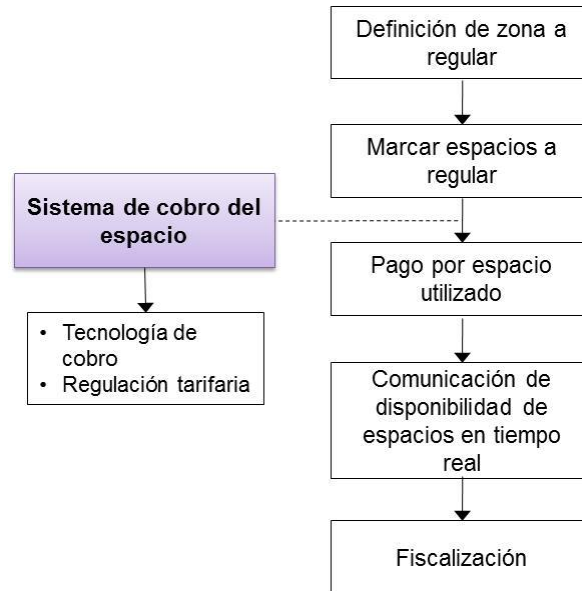 Definición de zona a
regular
Marcar espacios a
regular
Sistema de cobro del
espacio
Pago por espacio
utilizado
• Tecnología de
cobro
• Regulación tarifaria
Comunicación de
disponibilidad de
espacios en tiempo
real
Fiscalización